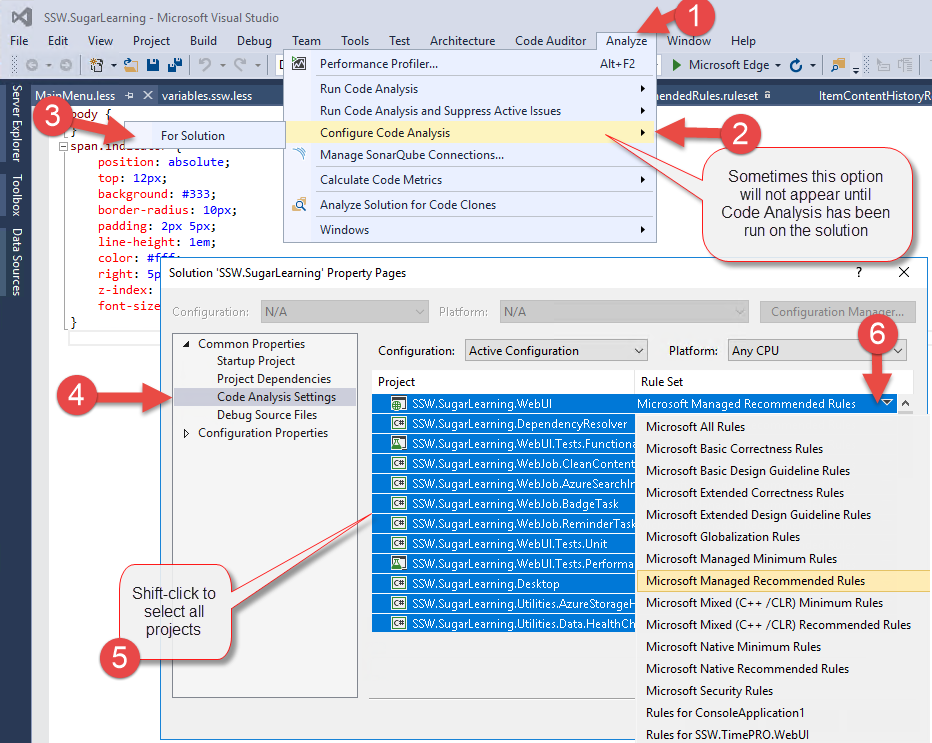 SSW.SugarLearning - Microsoft Visual Studio
1
File Edit View Project Build Debug Team Tools Test Architecture Code Auditor Analyze Window Help
Microsoft Edge
Server Explorer
Toolbox
Data Sources
MainMenu.less variables.ssw.less
ItemContentHistoryR
body {
}
position: absolute;
top: 12px;
background: #333;
border-radius: 10px;
padding: 2px 5px;
line-height: 1em;
color: #fff
right: 5p
z-index:
font-size
}
Performance Profiler... Alt+F2
Run Code Analysis
Run Code Analysis and Suppress Active Issues
Configure Code Analysis
Manage SonarQube Connections...
Calculate Code Metrics
Analyze Solution for Code Clones
Windows
3
For Solution
2
Sometimes this option
will not appear until
Code Analysis has been
run on the solution
Solution 'SSW.SugarLearning' Property Pages ?
Configuration: N/A Platform: N/A Configuration Manager...
6
4
Common Properties
Startup Project
Project Dependencies
Code Analysis Settings
Debug Source Files
Configuration Properties
Configuration: Active Configuration Platform: Any CPU
Project Rule Set
SSW.SugarLearning.WebUI Microsoft Managed Recommended Rules
SSW.SugarLearning.DependencyResolver
SSW.SugarLearning.WebUI.Tests.Functiona
SSW.SugarLearning.WebJob.CleanContent
SSW.SugarLearning.WebJob.AzureSearchIn
SSW.SugarLearning.WebJob.BadgeTask
SSW.SugarLearning.WebJob.ReminderTask
SSW.SugarLearning.WebUI.Tests.Unit
SSW.SugarLearning.WebUI.Tests.Performa
SSW.SugarLearning.Desktop
SSW.SugarLearning.Utilities.AzureStorageH
SSW.SugarLearning.Utilities.Data.HealthCh
Microsoft All Rules
Microsoft Basic Correctness Rules
Microsoft Basic Design Guideline Rules
Microsoft Extended Correctness Rules
Microsoft Extended Design Guideline Rules
Microsoft Globalization Rules
Microsoft Managed Minimum Rules
Microsoft Managed Recommended Rules
Microsoft Mixed (C++ /CLR) Minimum Rules
Microsoft Mixed (C++ /CLR) Recommended Rules
Microsoft Native Minimum Rules
Microsoft Native Recommended Rules
Microsoft Security Rules
Rules for ConsoleApplication1
Rules for SSW.TimePRO.WebUI
Shift-click to
select all
projects
5